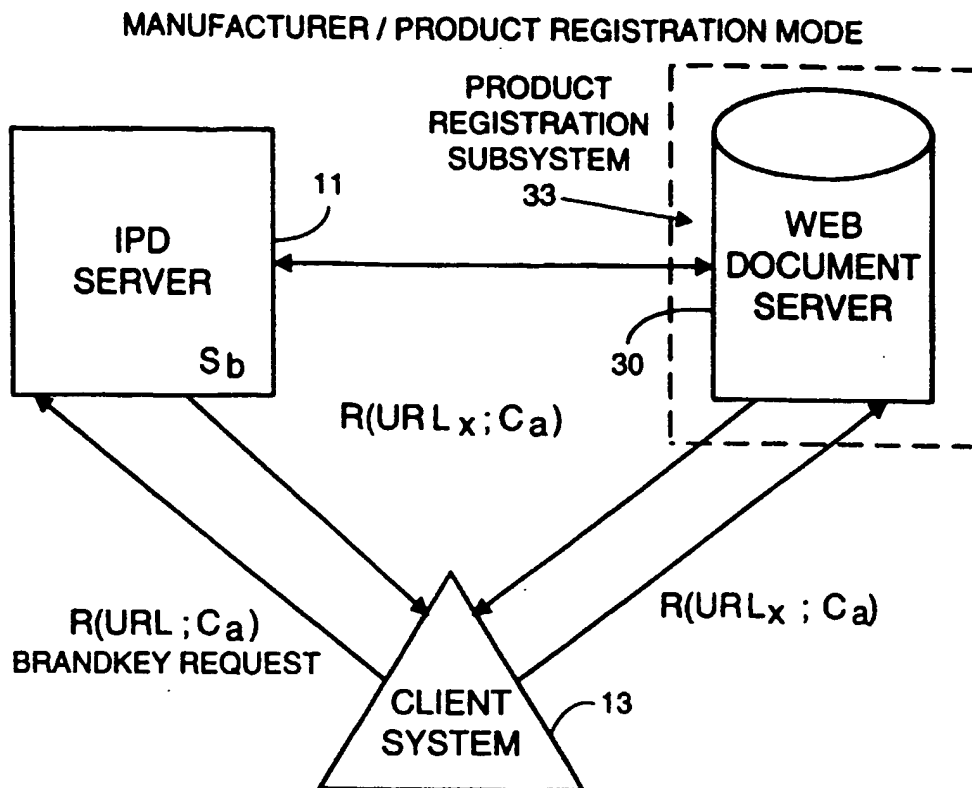 MANUFACTURER / PRODUCT REGISTRATION MODE
PRODUCT
REGISTRATION
SUBSYSTEM
33
11
IPD
SERVER
Sb
WEB
DOCUMENT
SERVER
30
R(URLx ; Ca)
R(URL ; Ca)
BRANDKEY REQUEST
R(URLx ; Ca)
CLIENT
SYSTEM
13